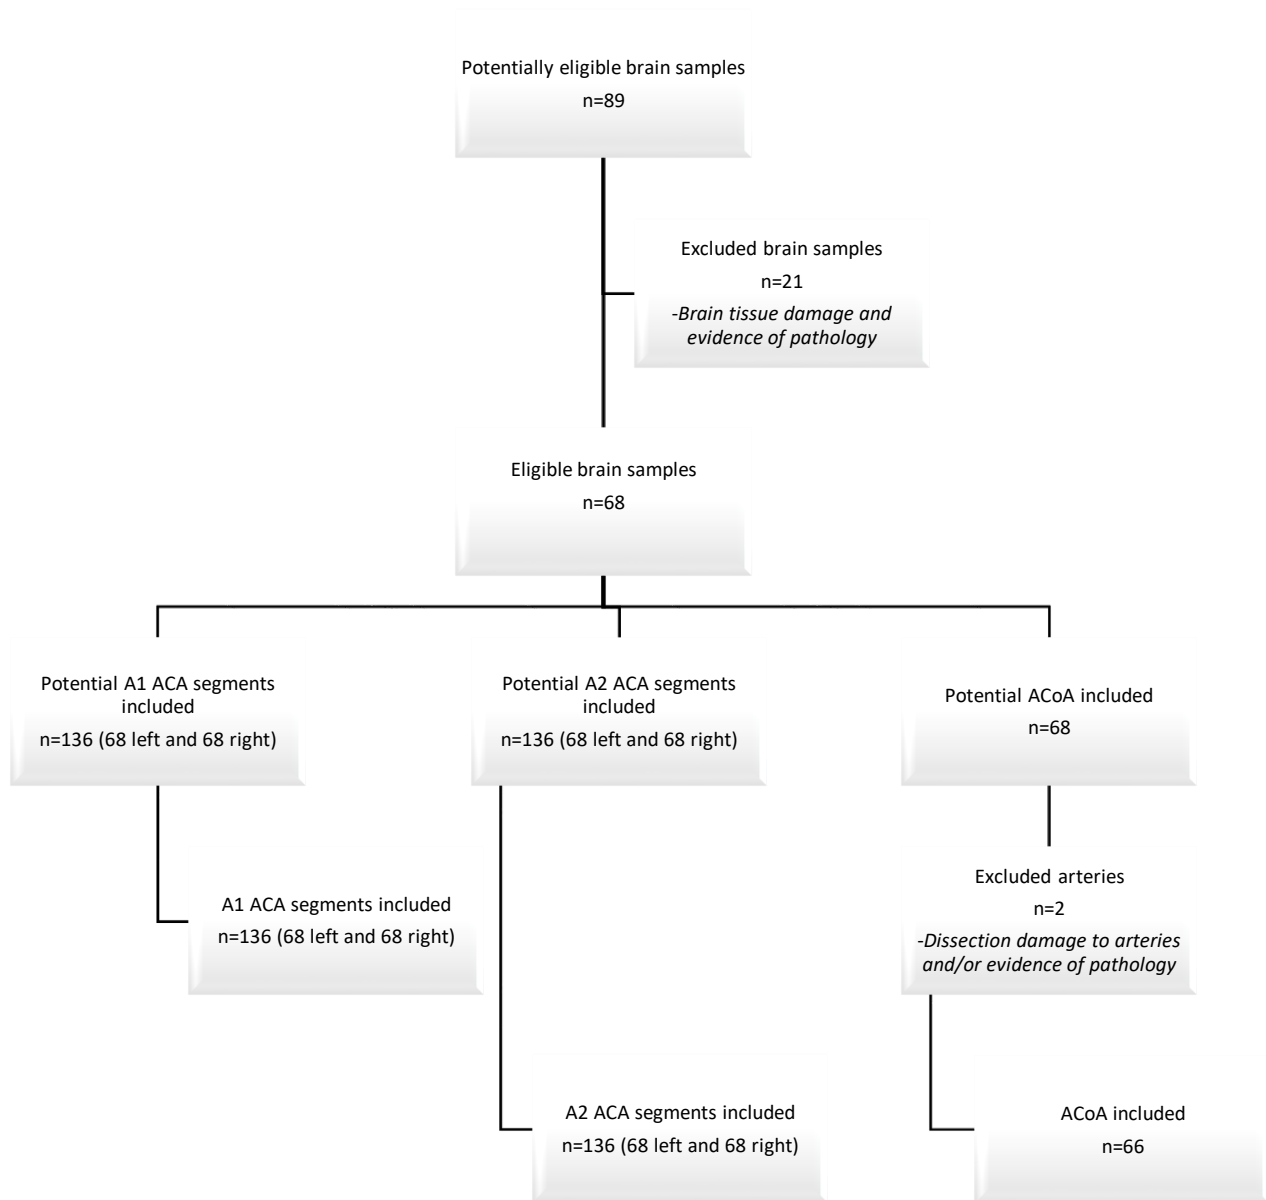 Potentially eligible brain samples
n=89
Excluded brain samples
n=21
-Brain tissue damage and
evidence of pathology
Eligible brain samples
n=68
Potential A1 ACA segments
included
n=136 (68 left and 68 right)
Potential A2 ACA segments
included
n=136 (68 left and 68 right)
Potential ACoA included
n=68
A1 ACA segments included
n=136 (68 left and 68 right)
Excluded arteries
n=2
-Dissection damage to arteries
and/or evidence of pathology
A2 ACA segments included
n=136 (68 left and 68 right)
ACoA included
n=66